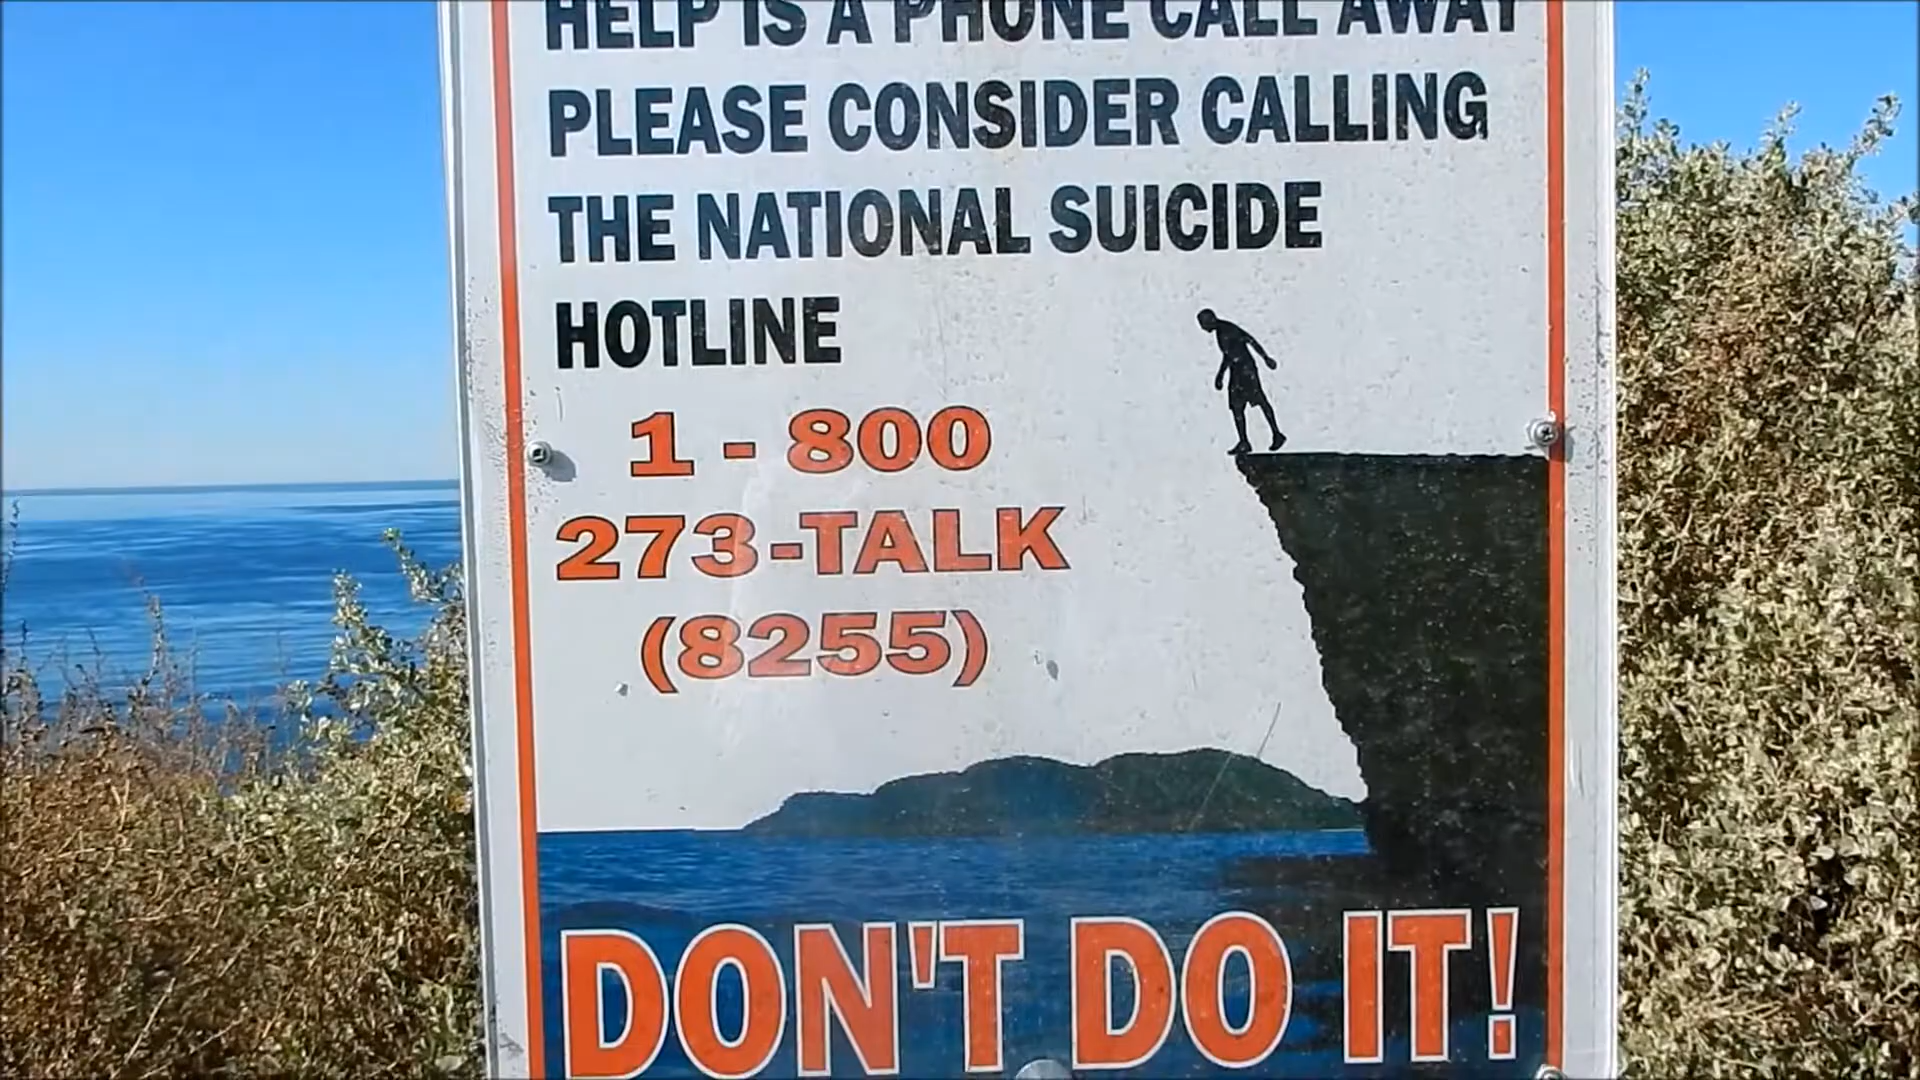 HELP IS A PHONE CALL AWAY
PLEASE CONSIDER CALLING
THE NATIONAL SUICIDE
HOTLINE
1 - 800
273-TALK
(8255)
DON'T DO IT!